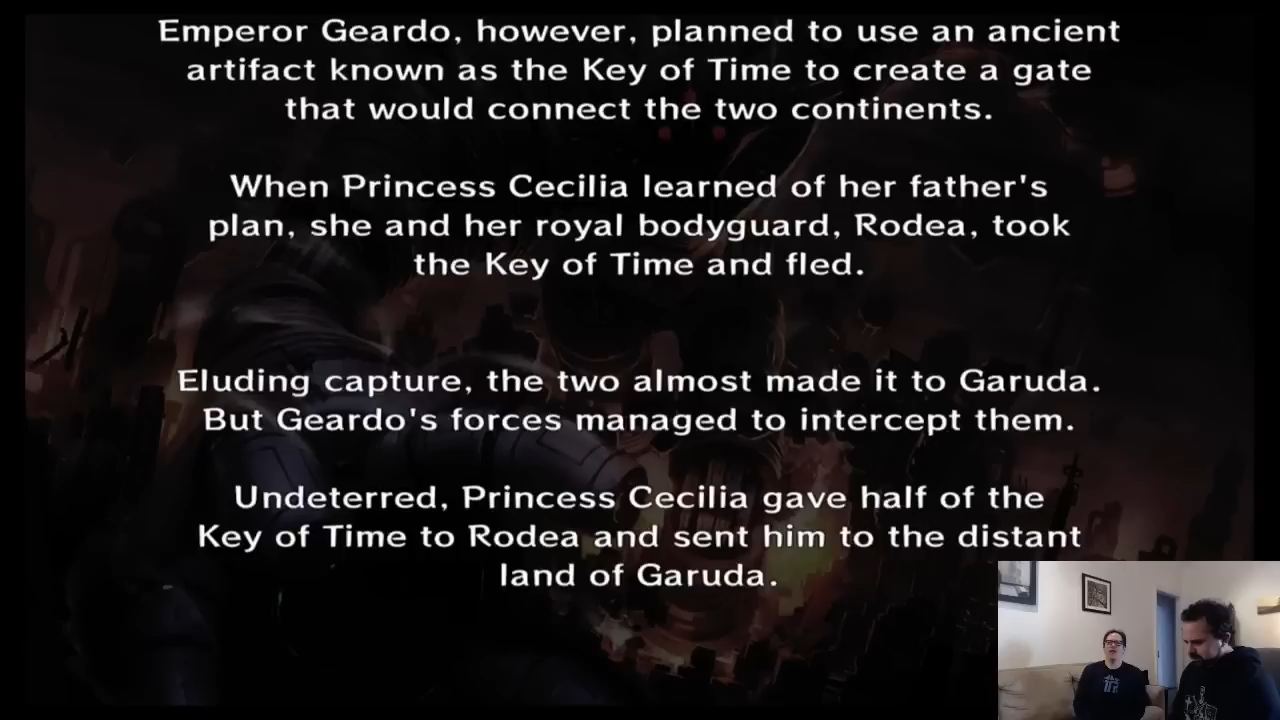 Emperor Geardo, however, planned to use an ancient
artifact known as the Key of Time to create a gate
that would connect the two continents.
When Princess Cecilia learned of her father's
plan, she and her royal bodyguard, Rodea, took
the Key of Time and fled.
Eluding capture, the two almost made it to Garuda.
But Geardo's forces managed to intercept them.
Undeterred, Princess Cecilia gave half of the
Key of Time to Rodea and sent him to the distant
land of Garuda.